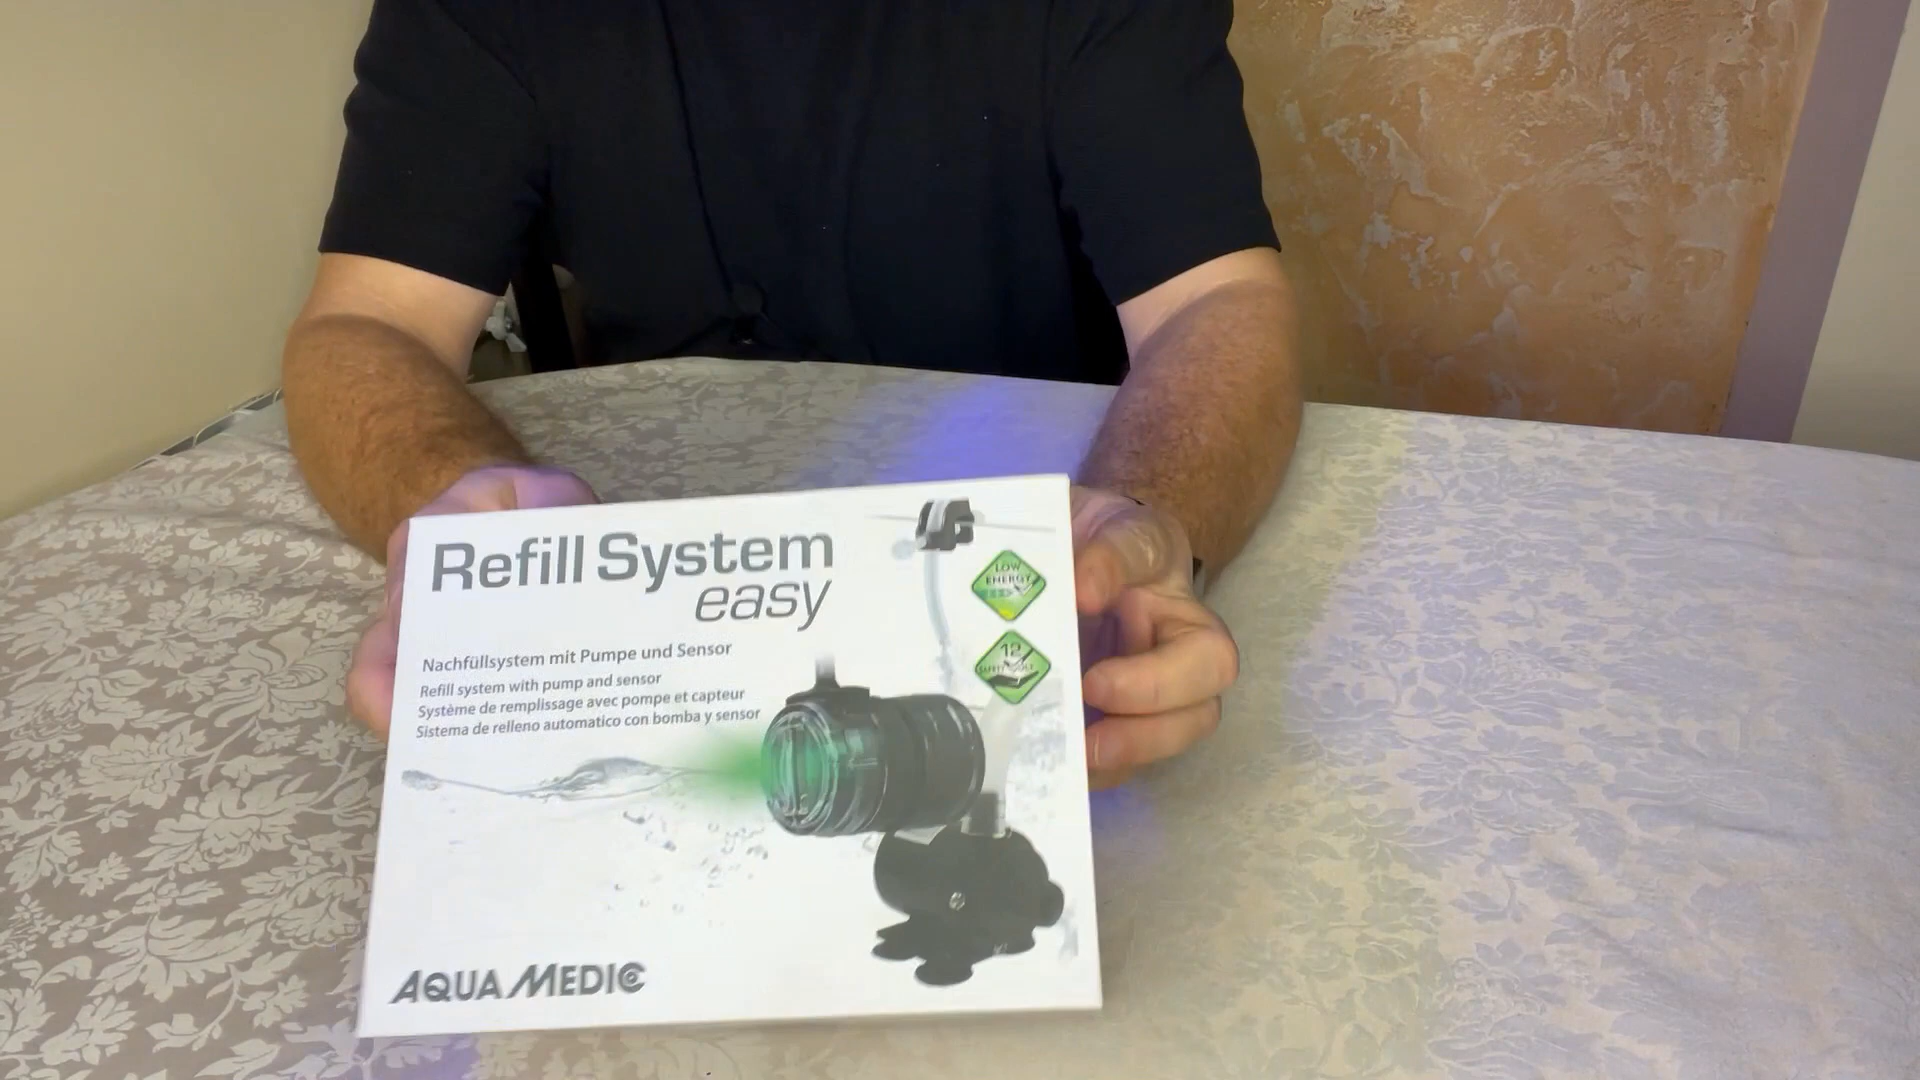 Refill System
easy
LOW
ENERGY
12
Nachfüllsystem mit Pumpe und Sensor
Refill system with pump and sensor
Système de remplissage avec pompe et capteur
Sistema de relleno automatico con bomba y sensor
AQUA MEDIC